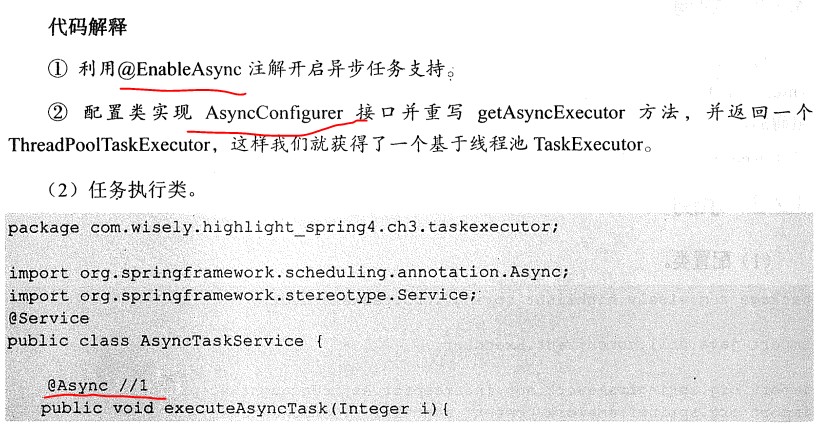 代码解释
① 利用@EnableAsync 注解开启异步任务支持。
② 配置类实现 AsyncConfigurer 接口并重写 getAsyncExecutor 方法，并返回一个
ThreadPoolTaskExecutor，这样我们就获得了一个基于线程池 TaskExecutor。
（2）任务执行类。
package com.wisely.highlight_spring4.ch3.taskexecutor;
import org.springframework.scheduling.annotation.Async;
import org.springframework.stereotype.Service;
@Service
public class AsyncTaskService {
@Async //1
public void executeAsyncTask(Integer i){